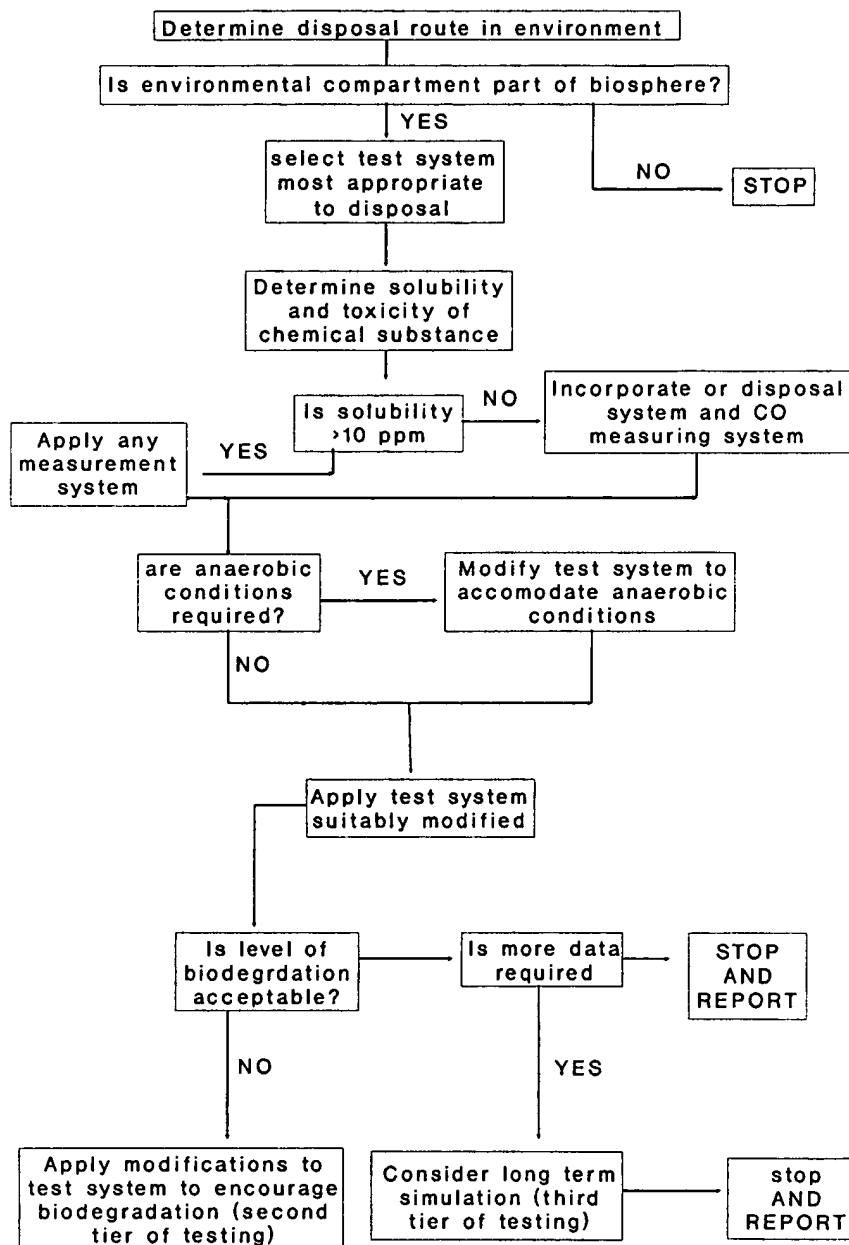 Determine disposal route in environment
Is environmental compartment part of biosphere?
YES
select test system
most appropriate
to disposal
NO
STOP
Determine solubility
and toxicity of
chemical substance
Is solubility
>10 ppm
NO
Incorporate or disposal
system and CO
measuring system
Apply any
measurement
system
YES
are anaerobic
conditions
required?
YES
Modify test system to
accomodate anaerobic
conditions
NO
Apply test system
suitably modified
Is level of
biodegrdation
acceptable?
Is more data
required
STOP
AND
REPORT
NO
YES
Apply modifications to
test system to encourage
biodegradation (second
tier of testing)
Consider long term
simulation (third
tier of testing)
stop
AND
REPORT